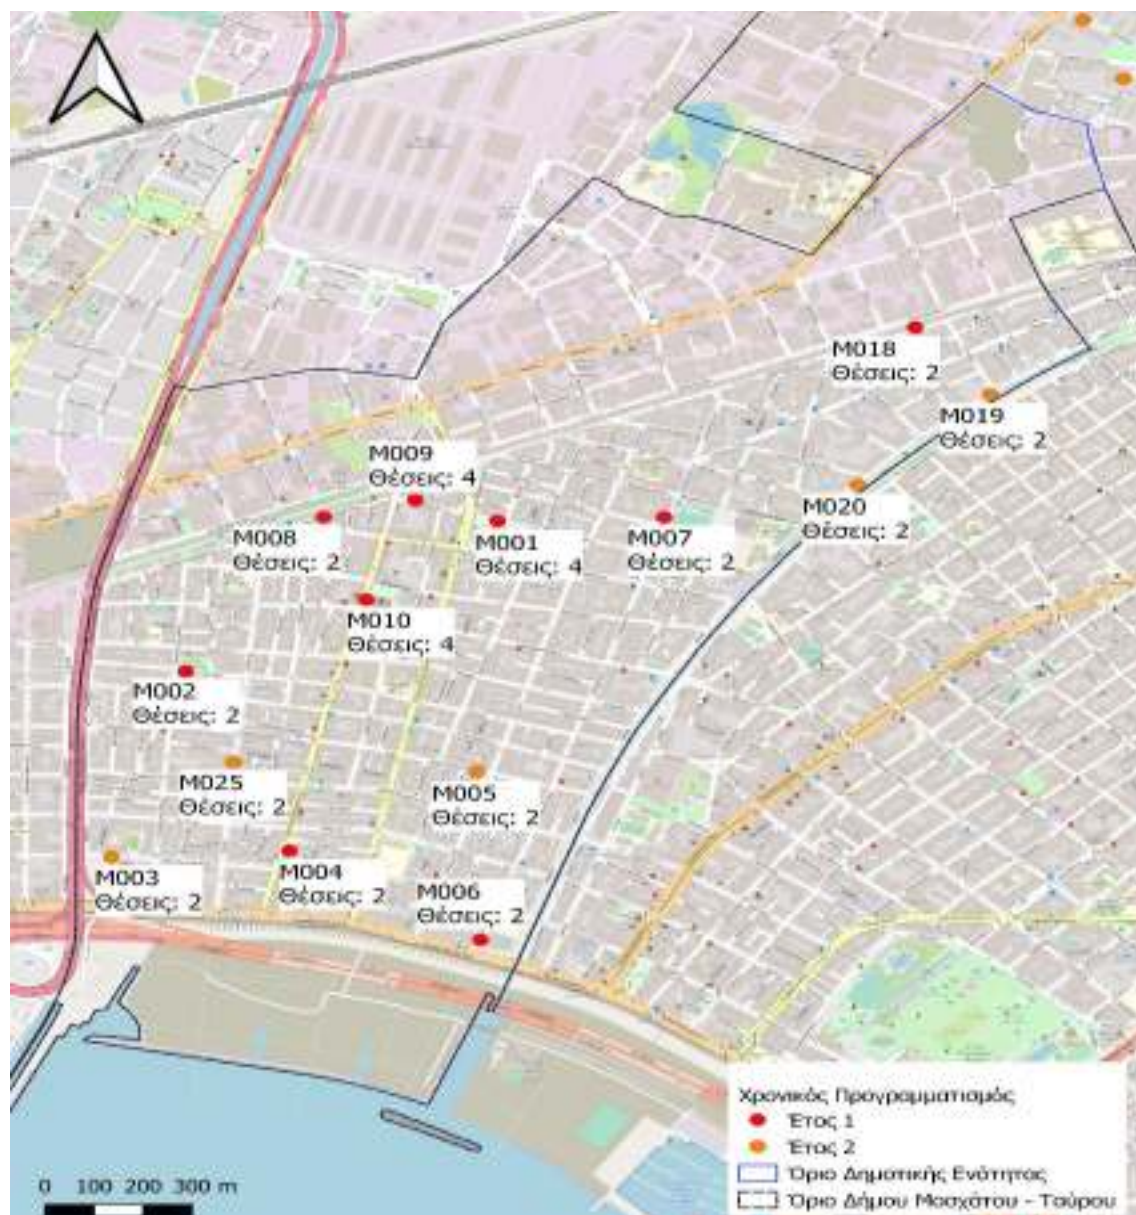 M018
Θέσεις: 2
M019
Θέσεις: 2
M009
Θέσεις: 4
M020
Θέσεις: 2
M008
Θέσεις: 2
M001
Θέσεις: 4
M007
Θέσεις: 2
M010
Θέσεις: 4
M002
Θέσεις: 2
M025
Θέσεις: 2
M005
Θέσεις: 2
M003
Θέσεις: 2
M004
Θέσεις: 2
M006
Θέσεις: 2
Χρονικός Προγραμματισμός
Έτος 1
Έτος 2
Όριο Δημοτικής Ενότητας
Όριο Δήμου Μοσχάτου - Ταύρου
0 100 200 300 m